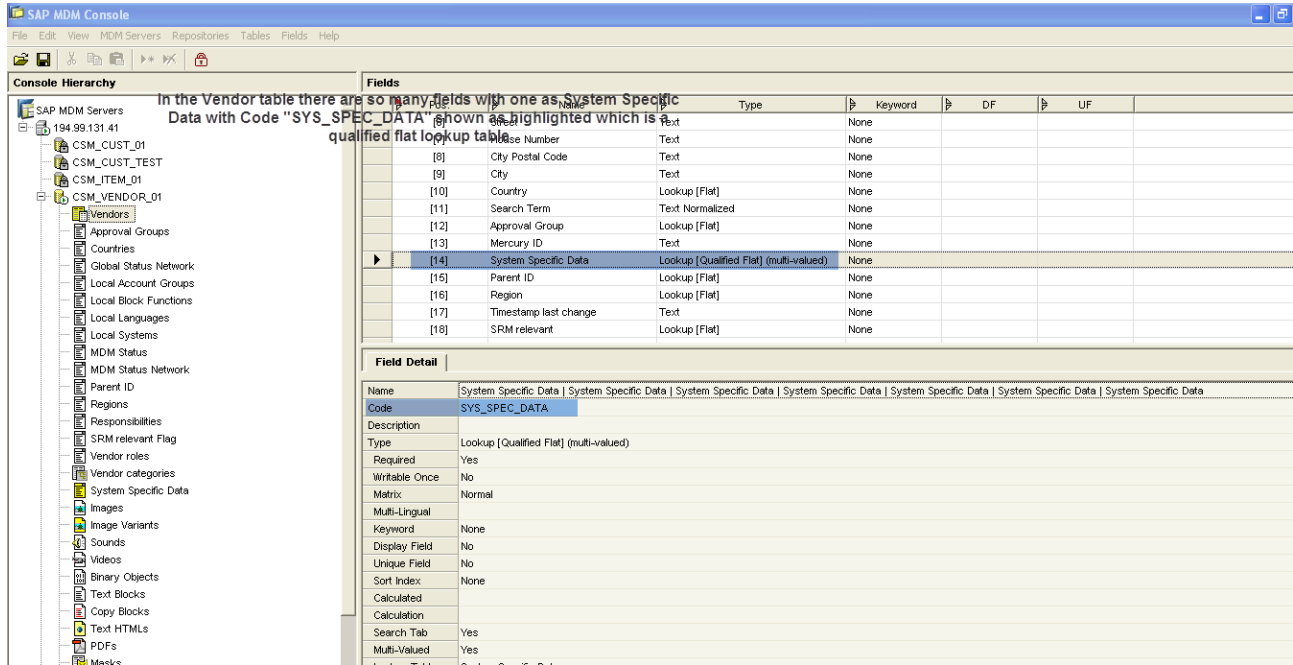 SAP MDM Console
File Edit View MDM Servers Repositories Tables Fields Help
Console Hierarchy
SAP MDM Servers
194.99.131.41
CSM_CUST_01
CSM_CUST_TEST
CSM_ITEM_01
CSM_VENDOR_01
Vendors
Approval Groups
Countries
Global Status Network
Local Account Groups
Local Block Functions
Local Languages
Local Systems
MDM Status
MDM Status Network
Parent ID
Regions
Responsibilities
SRM relevant Flag
Vendor roles
Vendor categories
System Specific Data
Images
Image Variants
Sounds
Videos
Binary Objects
Text Blocks
Copy Blocks
Text HTMLs
PDFs
Masks
In the Vendor table there are so many fields with one as System Specific
Data with Code "SYS_SPEC_DATA" shown as highlighted which is a
qualified flat lookup table
Fields
Pos. Name Type Keyword DF UF
[6] Street Text None
[7] House Number Text None
[8] City Postal Code Text None
[9] City Text None
[10] Country Lookup [Flat] None
[11] Search Term Text Normalized None
[12] Approval Group Lookup [Flat] None
[13] Mercury ID Text None
[14] System Specific Data Lookup [Qualified Flat] (multi-valued) None
[15] Parent ID Lookup [Flat] None
[16] Region Lookup [Flat] None
[17] Timestamp last change Text None
[18] SRM relevant Lookup [Flat] None
Field Detail
Name System Specific Data | System Specific Data | System Specific Data | System Specific Data | System Specific Data | System Specific Data | System Specific Data
Code SYS_SPEC_DATA
Description
Type Lookup [Qualified Flat] (multi-valued)
Required Yes
Writable Once No
Matrix Normal
Multi-Lingual
Keyword None
Display Field No
Unique Field No
Sort Index None
Calculated
Calculation
Search Tab Yes
Multi-Valued Yes